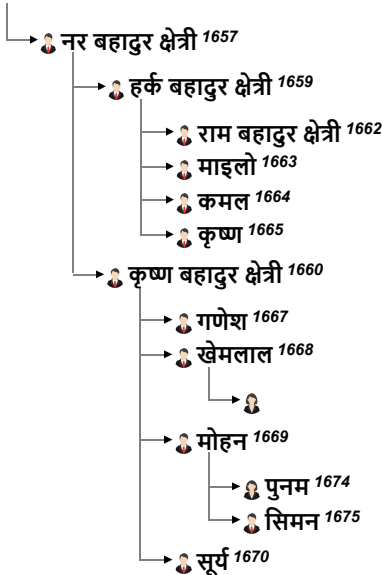 नर बहादुर क्षेत्री 1657
हर्क बहादुर क्षेत्री 1659
राम बहादुर क्षेत्री 1662
माइलो 1663
कमल 1664
कृष्ण 1665
कृष्ण बहादुर क्षेत्री 1660
गणेश 1667
खेमलाल 1668
मोहन 1669
पुनम 1674
सिमन 1675
सूर्य 1670